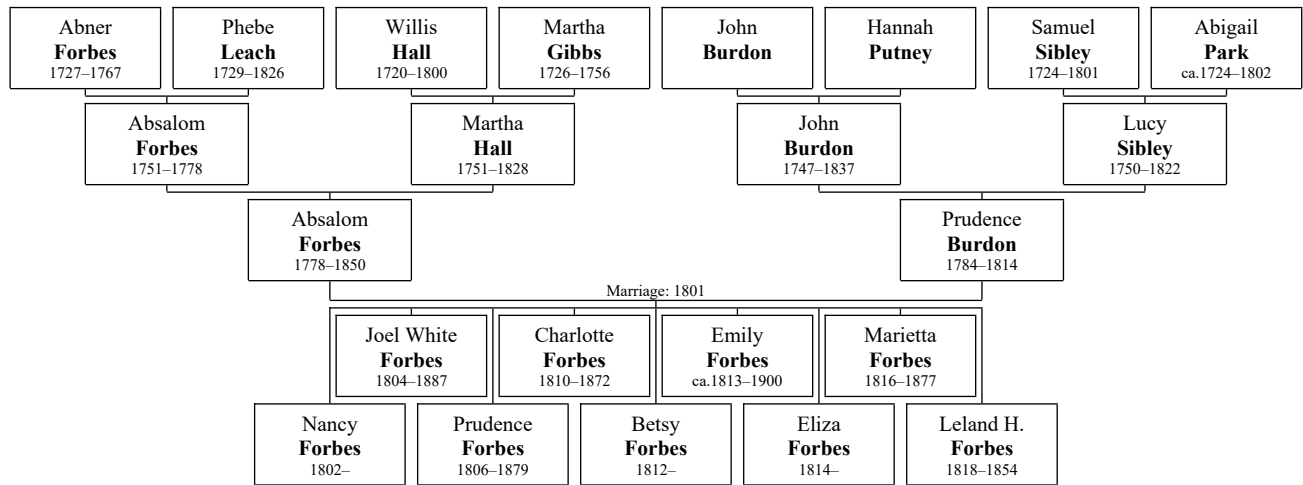 Abner
Forbes
1727–1767
Phebe
Leach
1729–1826
Willis
Hall
1720–1800
Martha
Gibbs
1726–1756
John
Burdon
Hannah
Putney
Samuel
Sibley
1724–1801
Abigail
Park
ca.1724–1802
Absalom
Forbes
1751–1778
Martha
Hall
1751–1828
John
Burdon
1747–1837
Lucy
Sibley
1750–1822
Absalom
Forbes
1778–1850
Prudence
Burdon
1784–1814
Marriage: 1801
Joel White
Forbes
1804–1887
Charlotte
Forbes
1810–1872
Emily
Forbes
ca.1813–1900
Marietta
Forbes
1816–1877
Nancy
Forbes
1802–
Prudence
Forbes
1806–1879
Betsy
Forbes
1812–
Eliza
Forbes
1814–
Leland H.
Forbes
1818–1854